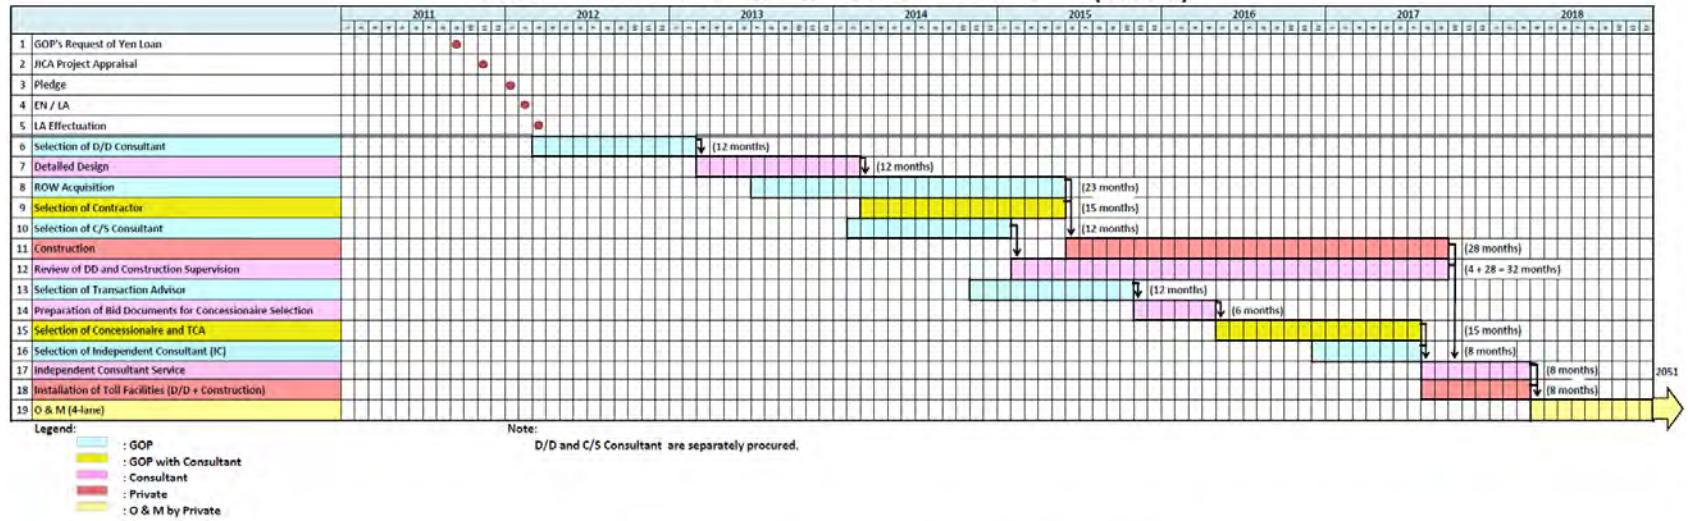 2011 2012 2013 2014 2015 2016 2017 2018
1 GOP's Request of Yen Loan
2 JICA Project Appraisal
3 Pledge
4 EN / LA
5 LA Effectuation
6 Selection of D/D Consultant (12 months)
7 Detailed Design (12 months)
8 ROW Acquisition (23 months)
9 Selection of Contractor (15 months)
10 Selection of C/S Consultant (12 months)
11 Construction (28 months)
12 Review of DD and Construction Supervision (4 + 28 = 32 months)
13 Selection of Transaction Advisor (12 months)
14 Preparation of Bid Documents for Concessionaire Selection (6 months)
15 Selection of Concessionaire and TCA (15 months)
16 Selection of Independent Consultant (IC) (8 months)
17 Independent Consultant Service (8 months) 2051
18 Installation of Toll Facilities (D/D + Construction) (8 months)
19 O & M (4-lane)
Legend: Note:
: GOP D/D and C/S Consultant are separately procured.
: GOP with Consultant
: Consultant
: Private
: O & M by Private